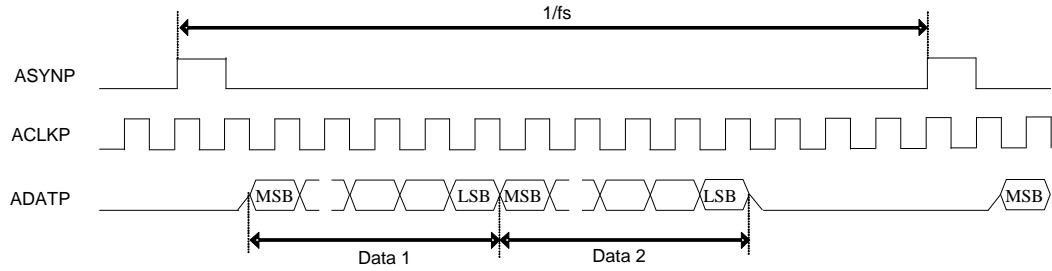 1/fs
ASYNP
ACLKP
ADATP
MSB LSB MSB LSB MSB
Data 1 Data 2